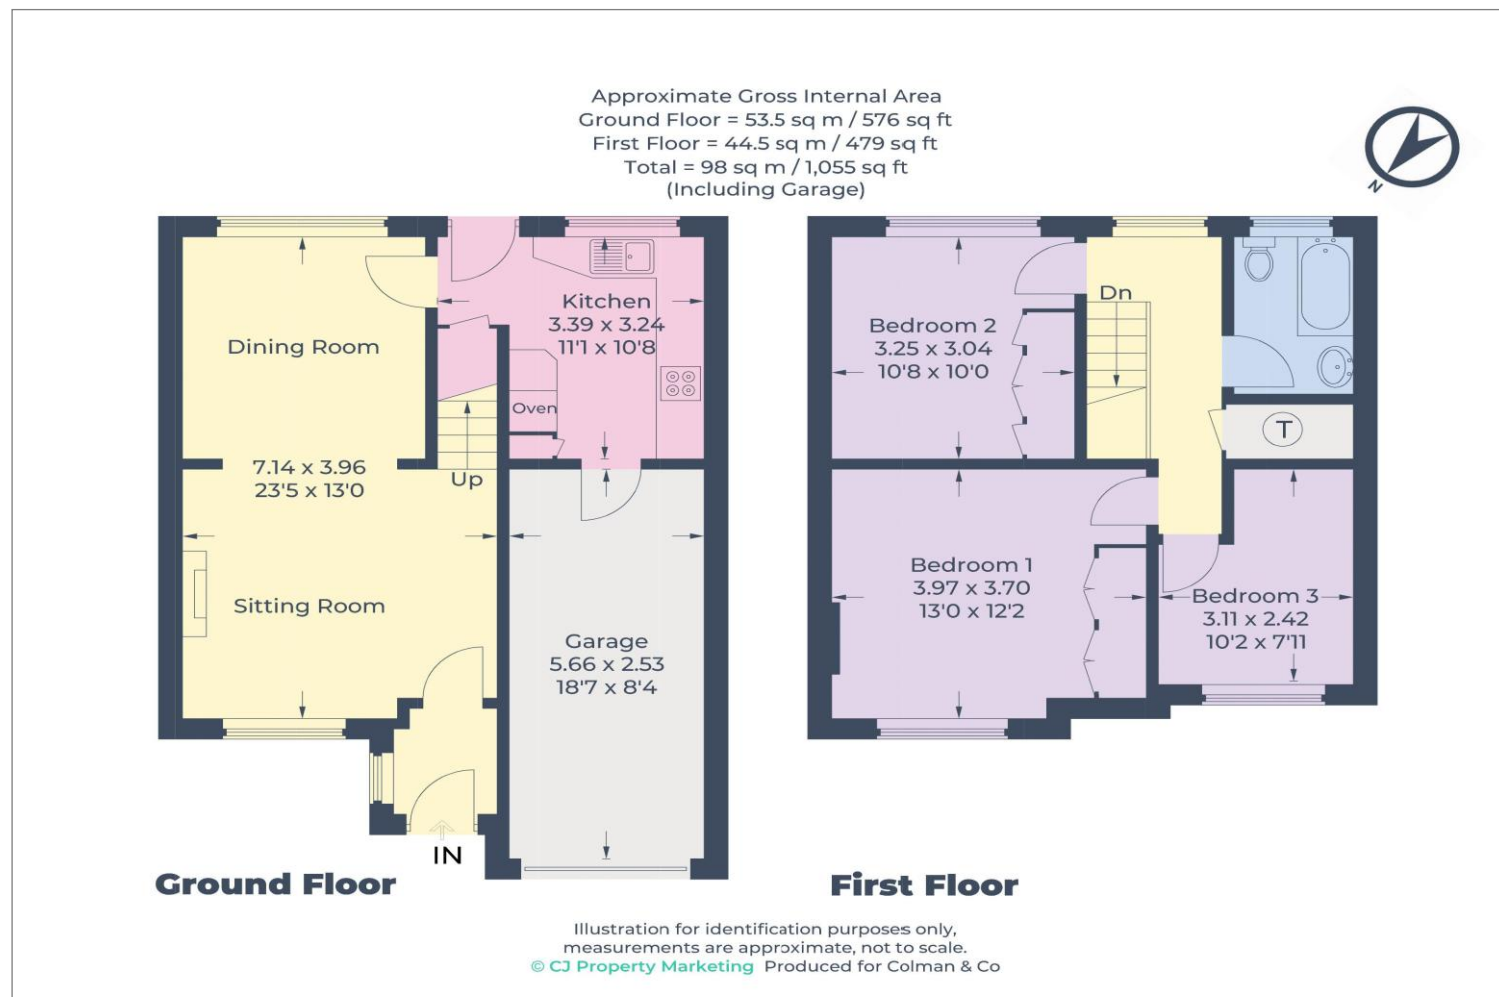 Approximate Gross Internal Area
Ground Floor = 53.5 sq m / 576 sq ft
First Floor = 44.5 sq m / 479 sq ft
Total = 98 sq m / 1,055 sq ft
(Including Garage)
N
Dining Room
Kitchen
3.39 x 3.24
11'1 x 10'8
Oven
Up
7.14 x 3.96
23'5 x 13'0
Sitting Room
Garage
5.66 x 2.53
18'7 x 8'4
IN
Ground Floor
Bedroom 2
3.25 x 3.04
10'8 x 10'0
Dn
T
Bedroom 1
3.97 x 3.70
13'0 x 12'2
Bedroom 3
3.11 x 2.42
10'2 x 7'11
First Floor
Illustration for identification purposes only,
measurements are approximate, not to scale.
© CJ Property Marketing Produced for Colman & Co